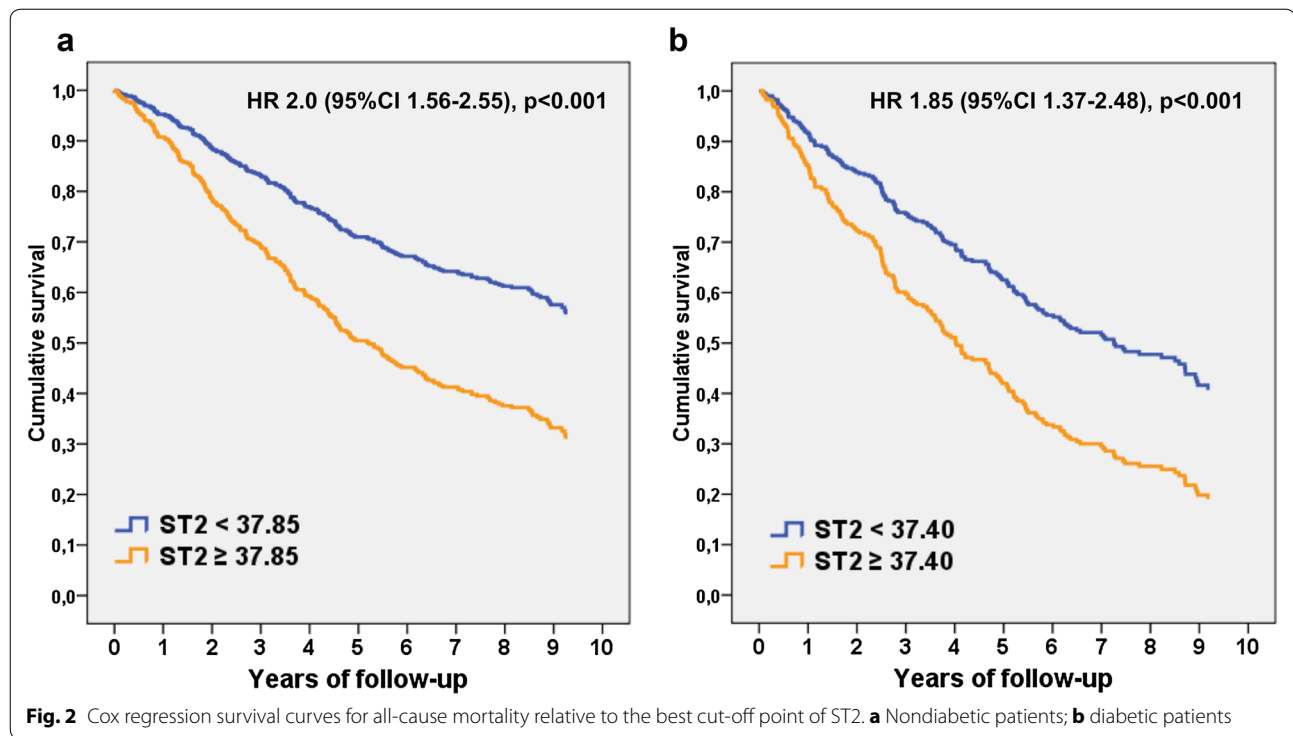 a
HR 2.0 (95%CI 1.56-2.55), p<0.001
Cumulative survival
1,0
0,9
0,8
0,7
0,6
0,5
0,4
0,3
0,2
0,1
0,0
ST2 < 37.85
ST2 ≥ 37.85
0 1 2 3 4 5 6 7 8 9 10
Years of follow-up
b
HR 1.85 (95%CI 1.37-2.48), p<0.001
Cumulative survival
1,0
0,9
0,8
0,7
0,6
0,5
0,4
0,3
0,2
0,1
0,0
ST2 < 37.40
ST2 ≥ 37.40
0 1 2 3 4 5 6 7 8 9 10
Years of follow-up
Fig. 2 Cox regression survival curves for all-cause mortality relative to the best cut-off point of ST2. a Nondiabetic patients; b diabetic patients